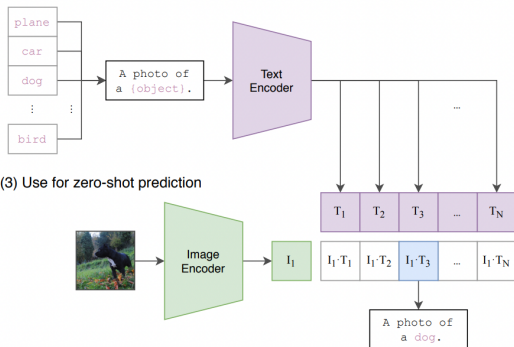 plane
car
dog
⋮
⋮
bird
A photo of
a {object}.
Text
Encoder
...
(3) Use for zero-shot prediction
T1 T2 T3 ... TN
Image
Encoder
I1
I1·T1 I1·T2 I1·T3 ... I1·TN
A photo of
a dog.